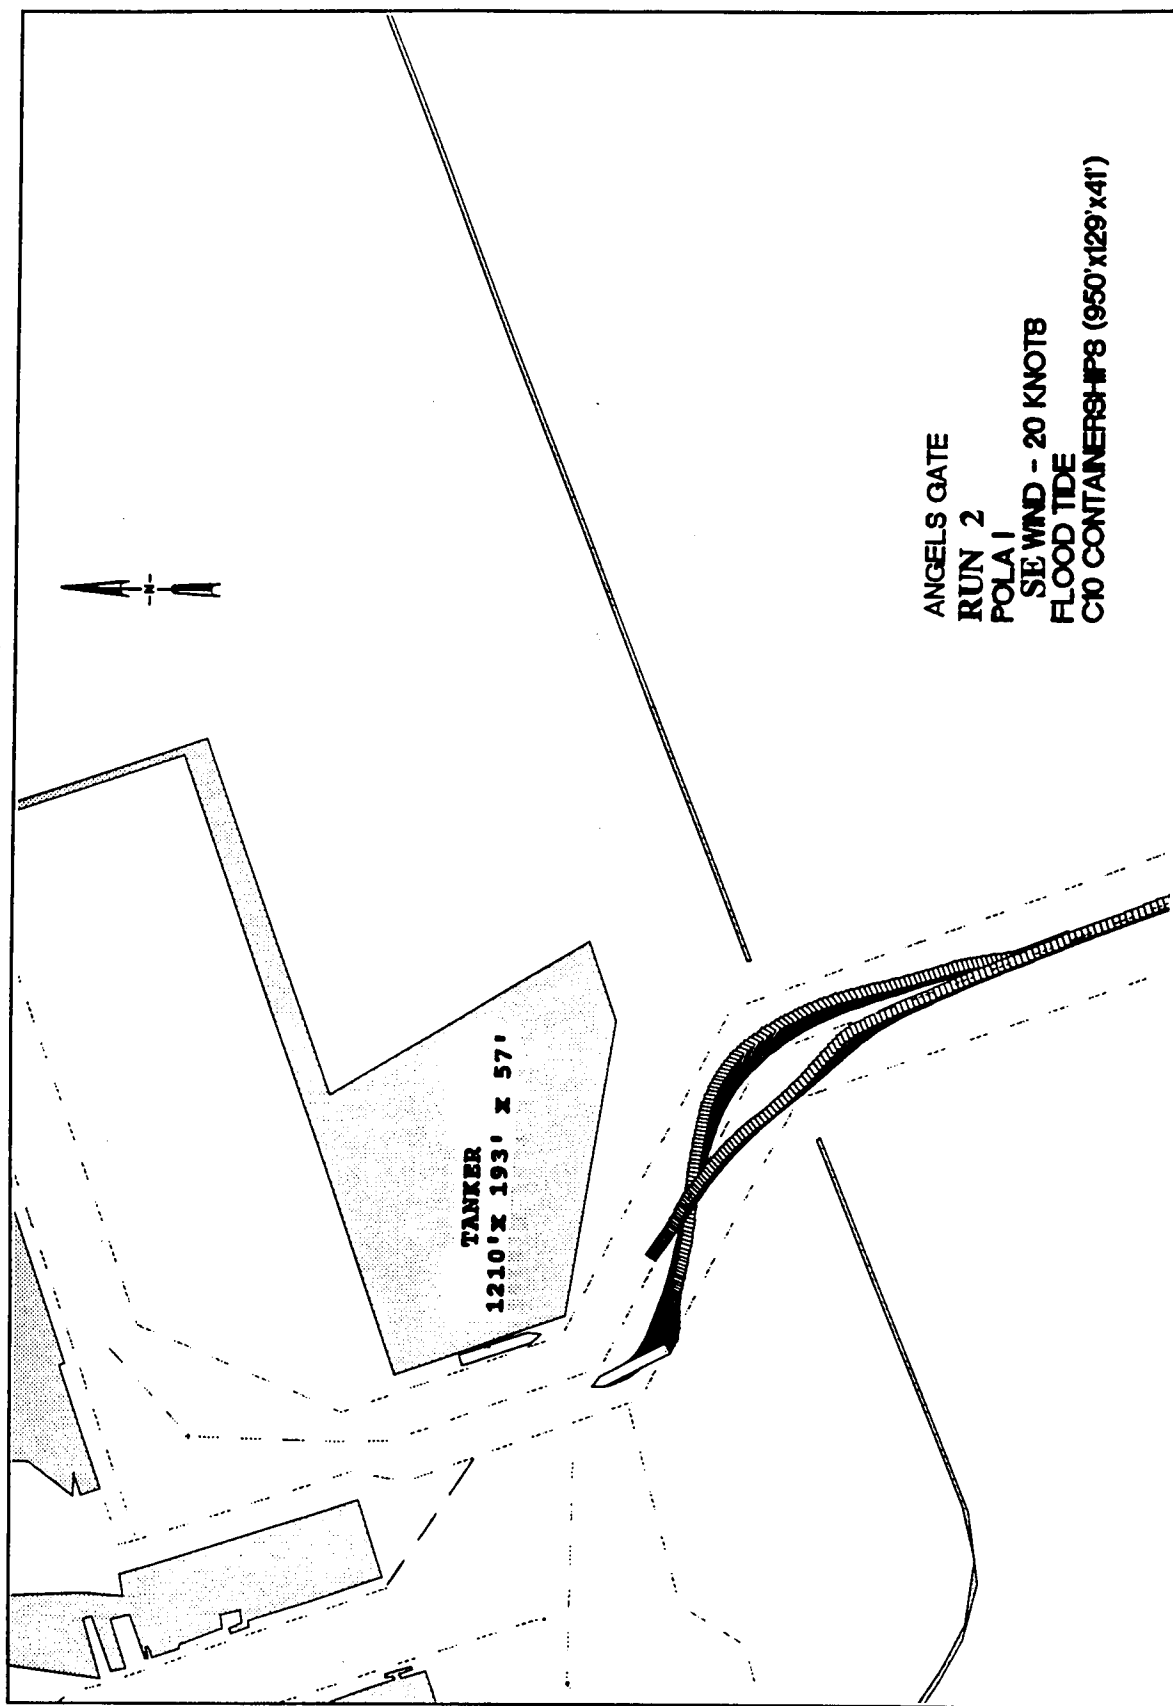 -N-
TANKER
1210'X 193' X 57'
ANGELS GATE
RUN 2
POLA I
SE WIND - 20 KNOTS
FLOOD TIDE
C10 CONTAINERSHIPS (950'x129'x41')